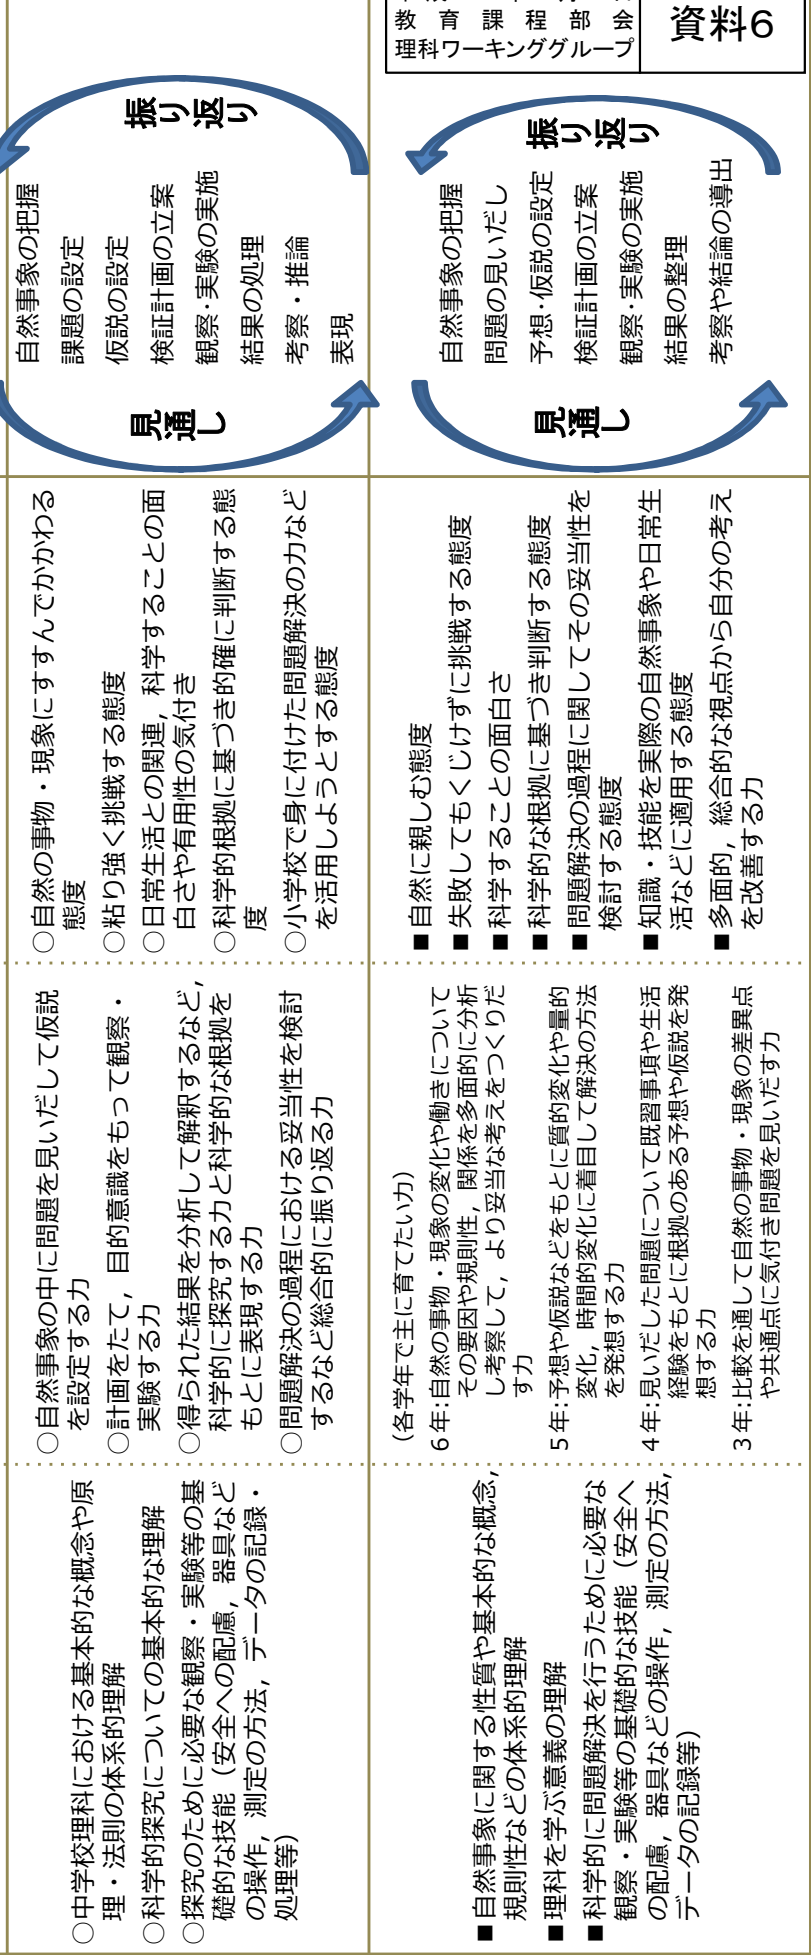 教育課程部会
理科ワーキンググループ
資料6
○中学校理科における基本的な概念や原
理・法則の体系的理解
○科学的探究についての基本的な理解
○探究のために必要な観察・実験等の基
礎的な技能（安全への配慮，器具など
の操作，測定の方法，データの記録・
処理等）
○自然事象の中に問題を見いだして仮説
を設定する力
○計画をたて，目的意識をもって観察・
実験する力
○得られた結果を分析して解釈するなど，
科学的に探究する力と科学的な根拠を
もとに表現する力
○問題解決の過程における妥当性を検討
するなど総合的に振り返る力
○自然の事物・現象にすすんでかかわる
態度
○粘り強く挑戦する態度
○日常生活との関連，科学することの面
白さや有用性の気付き
○科学的根拠に基づき的確に判断する態
度
○小学校で身に付けた問題解決の力など
を活用しようとする態度
見通し
自然事象の把握
課題の設定
仮説の設定
検証計画の立案
観察・実験の実施
結果の処理
考察・推論
表現
振り返り
■自然事象に関する性質や基本的な概念，
規則性などの体系的理解
■理科を学ぶ意義の理解
■科学的に問題解決を行うために必要な
観察・実験等の基礎的な技能（安全へ
の配慮，器具などの操作，測定の方法，
データの記録等）
（各学年で主に育てたい力）
６年：自然の事物・現象の変化や働きについて
その要因や規則性，関係を多面的に分析
し考察して，より妥当な考えをつくりだ
す力
５年：予想や仮説などをもとに質的変化や量的
変化，時間的変化に着目して解決の方法
を発想する力
４年：見いだした問題について既習事項や生活
経験をもとに根拠のある予想や仮説を発
想する力
３年：比較を通して自然の事物・現象の差異点
や共通点に気付き問題を見いだす力
■自然に親しむ態度
■失敗してもくじけずに挑戦する態度
■科学することの面白さ
■科学的な根拠に基づき判断する態度
■問題解決の過程に関してその妥当性を
検討する態度
■知識・技能を実際の自然事象や日常生
活などに適用する態度
■多面的，総合的な視点から自分の考え
を改善する力
見通し
自然事象の把握
問題の見いだし
予想・仮説の設定
検証計画の立案
観察・実験の実施
結果の整理
考察や結論の導出
振り返り